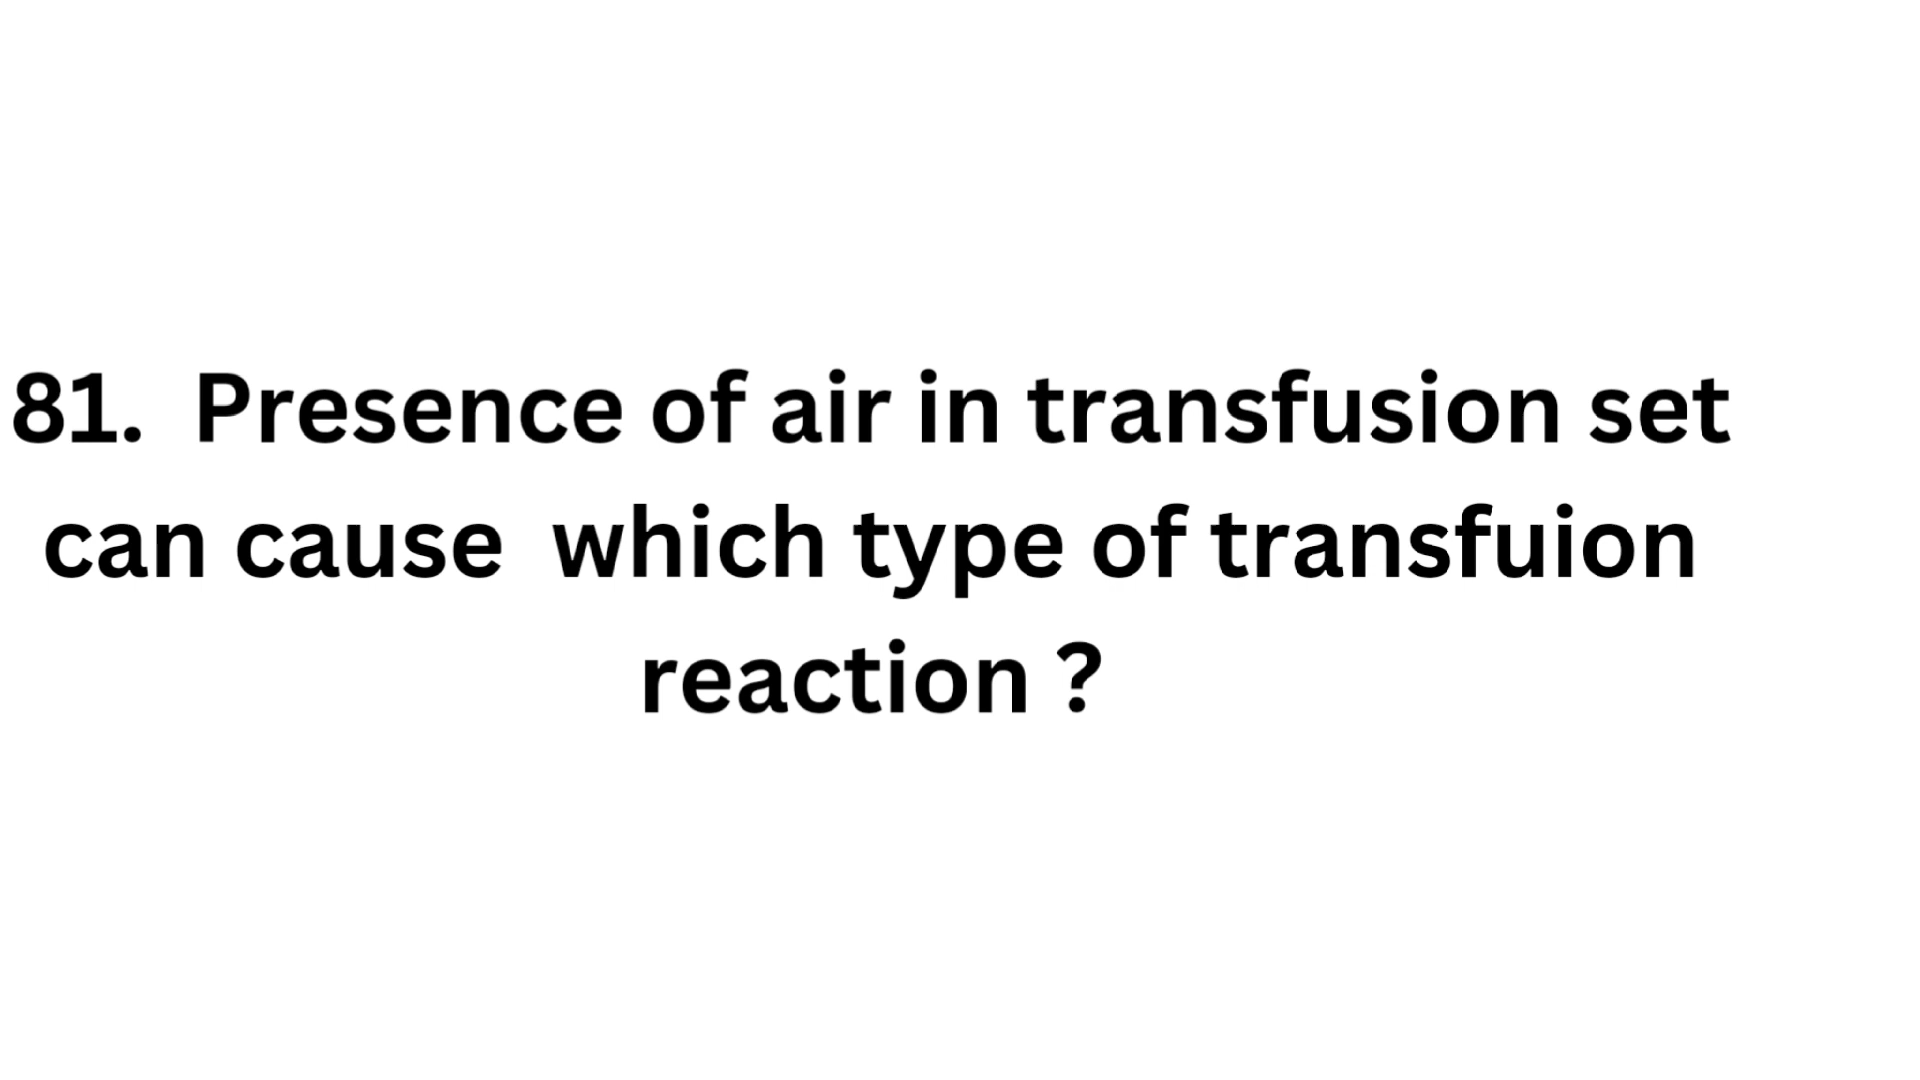 81.  Presence of air in transfusion set
can cause  which type of transfuion
reaction ?